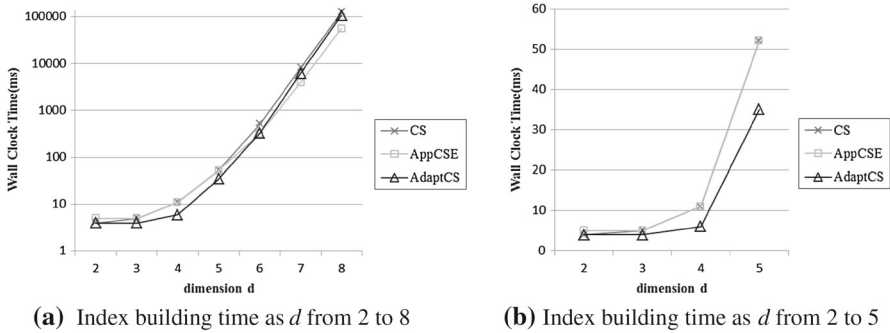 100000
10000
1000
100
10
1
Wall Clock Time(ms)
2 3 4 5 6 7 8
dimension d
CS
AppCSE
AdaptCS
(a) Index building time as d from 2 to 8
60
50
40
30
20
10
0
Wall Clock Time(ms)
2 3 4 5
dimension d
CS
AppCSE
AdaptCS
(b) Index building time as d from 2 to 5